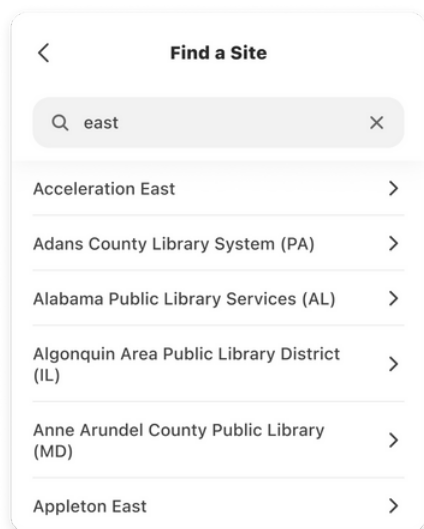 Find a Site
east
Acceleration East
Adans County Library System (PA)
Alabama Public Library Services (AL)
Algonquin Area Public Library District
(IL)
Anne Arundel County Public Library
(MD)
Appleton East